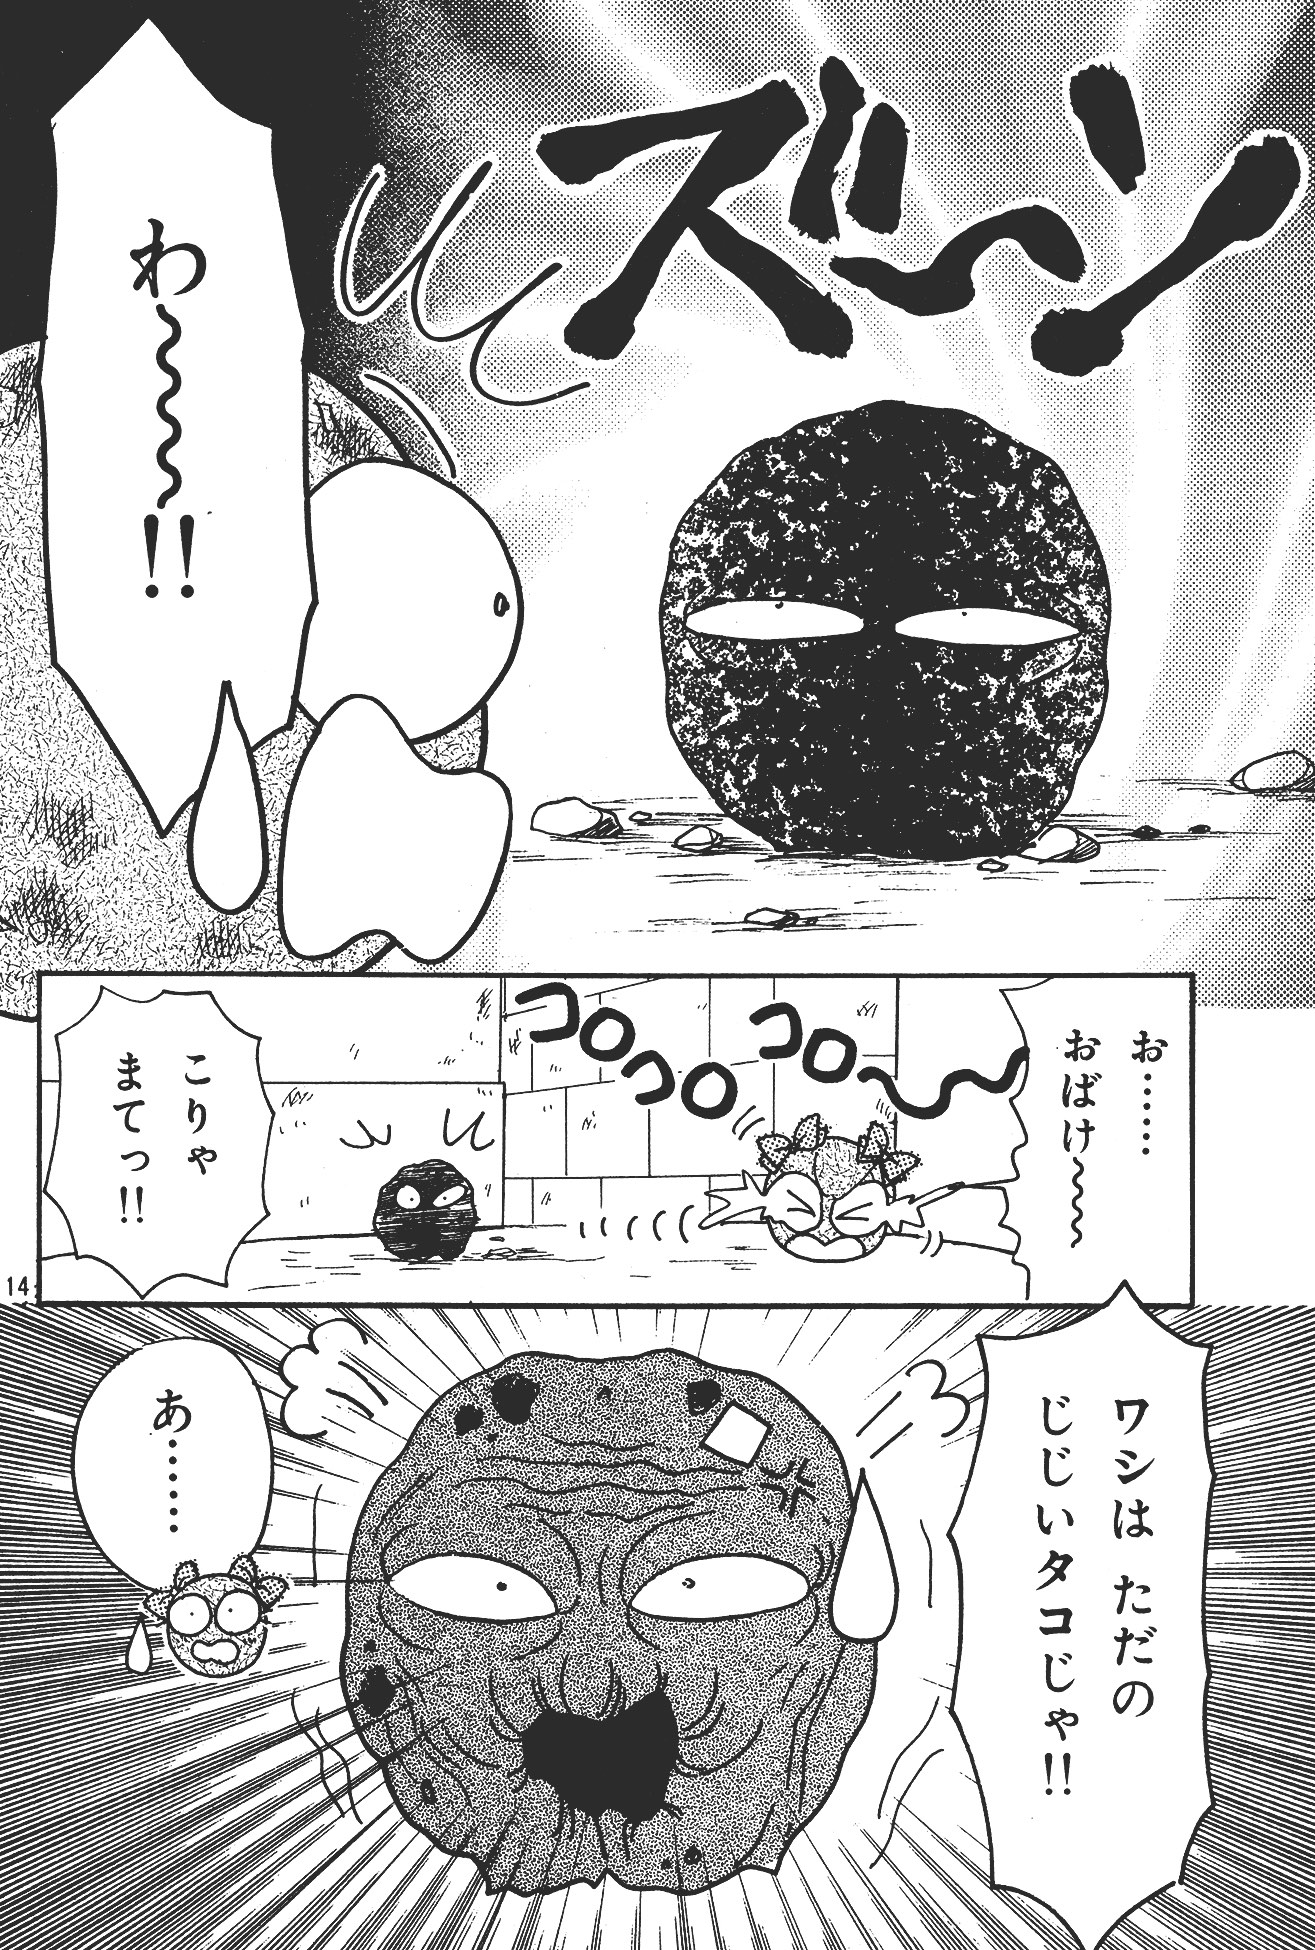 ズーン
わ〜〜〜〜!!
お……
おばけ〜〜〜
コロコロコロ〜〜
こりゃ
まてっ!!
14
ワシは ただの
じじいタコじゃ!!
あ……